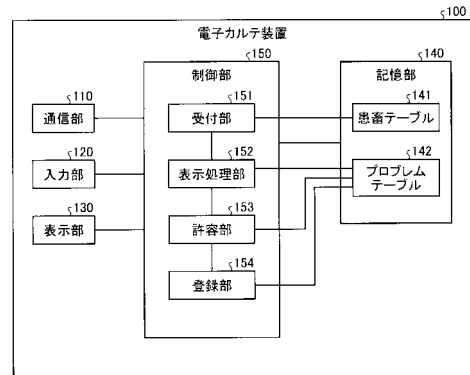 100
電子カルテ装置
110
通信部
120
入力部
130
表示部
150
制御部
151
受付部
152
表示処理部
153
許容部
154
登録部
140
記憶部
141
患畜テーブル
142
プロブレム
テーブル